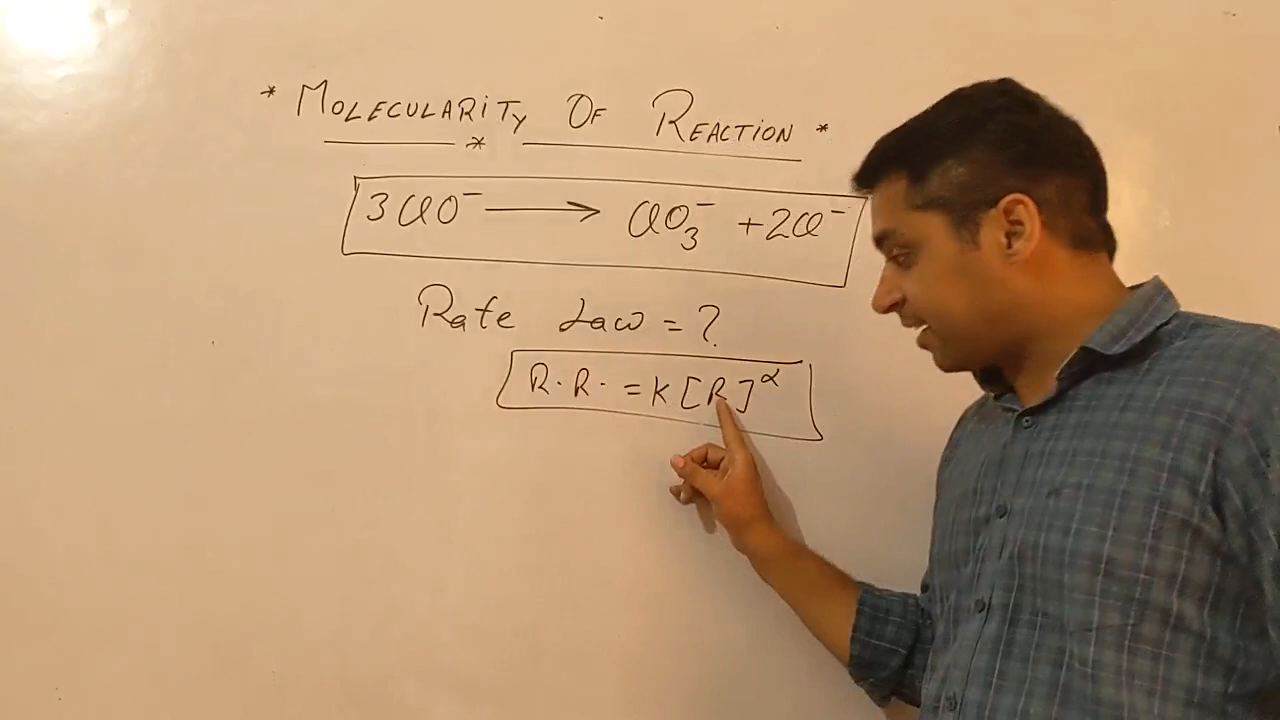 * MOLECULARITY OF REACTION *
*
3ClO⁻ ⟶ ClO₃⁻ + 2Cl⁻
Rate Law = ?
R. R. = K [R]^α